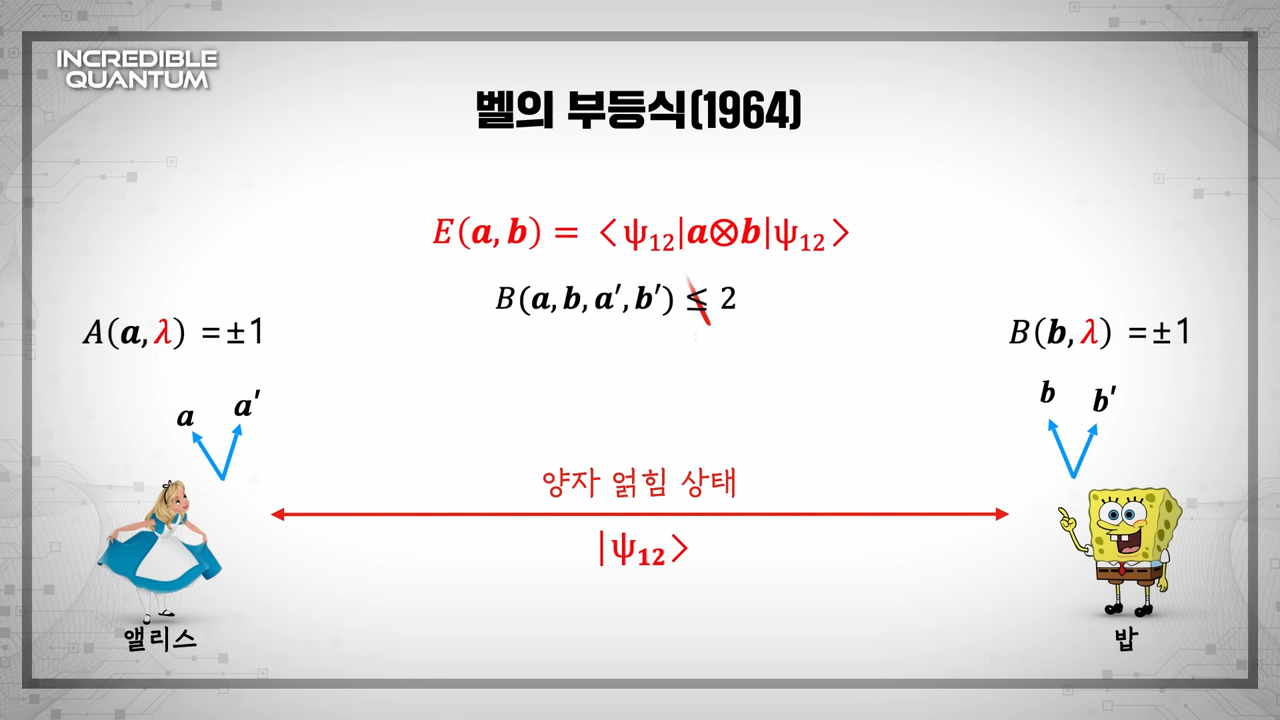 INCREDIBLE
QUANTUM
벨의 부등식(1964)
E(a, b) = <ψ₁₂|a⊗b|ψ₁₂>
B(a, b, a′, b′) ≤ 2
A(a, λ) = ±1
B(b, λ) = ±1
a
a′
b
b′
양자 얽힘 상태
|ψ₁₂>
앨리스
밥